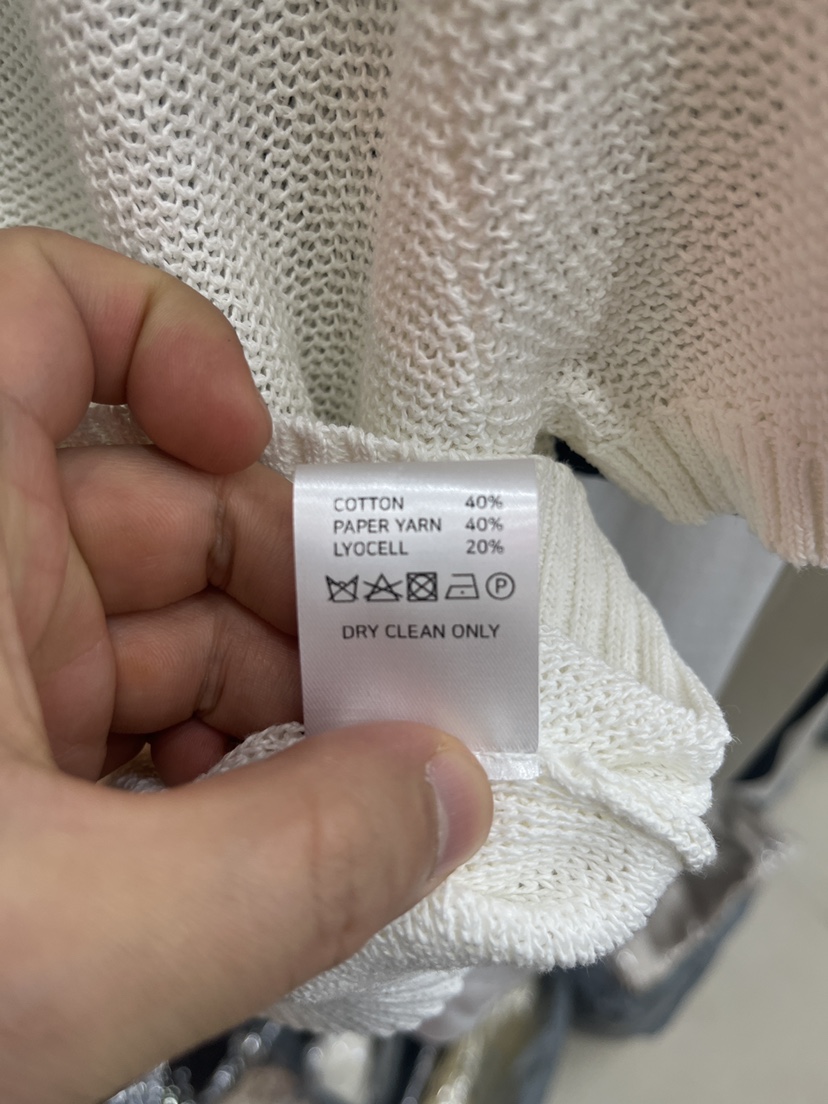 COTTON 40%
PAPER YARN 40%
LYOCELL 20%
P
DRY CLEAN ONLY